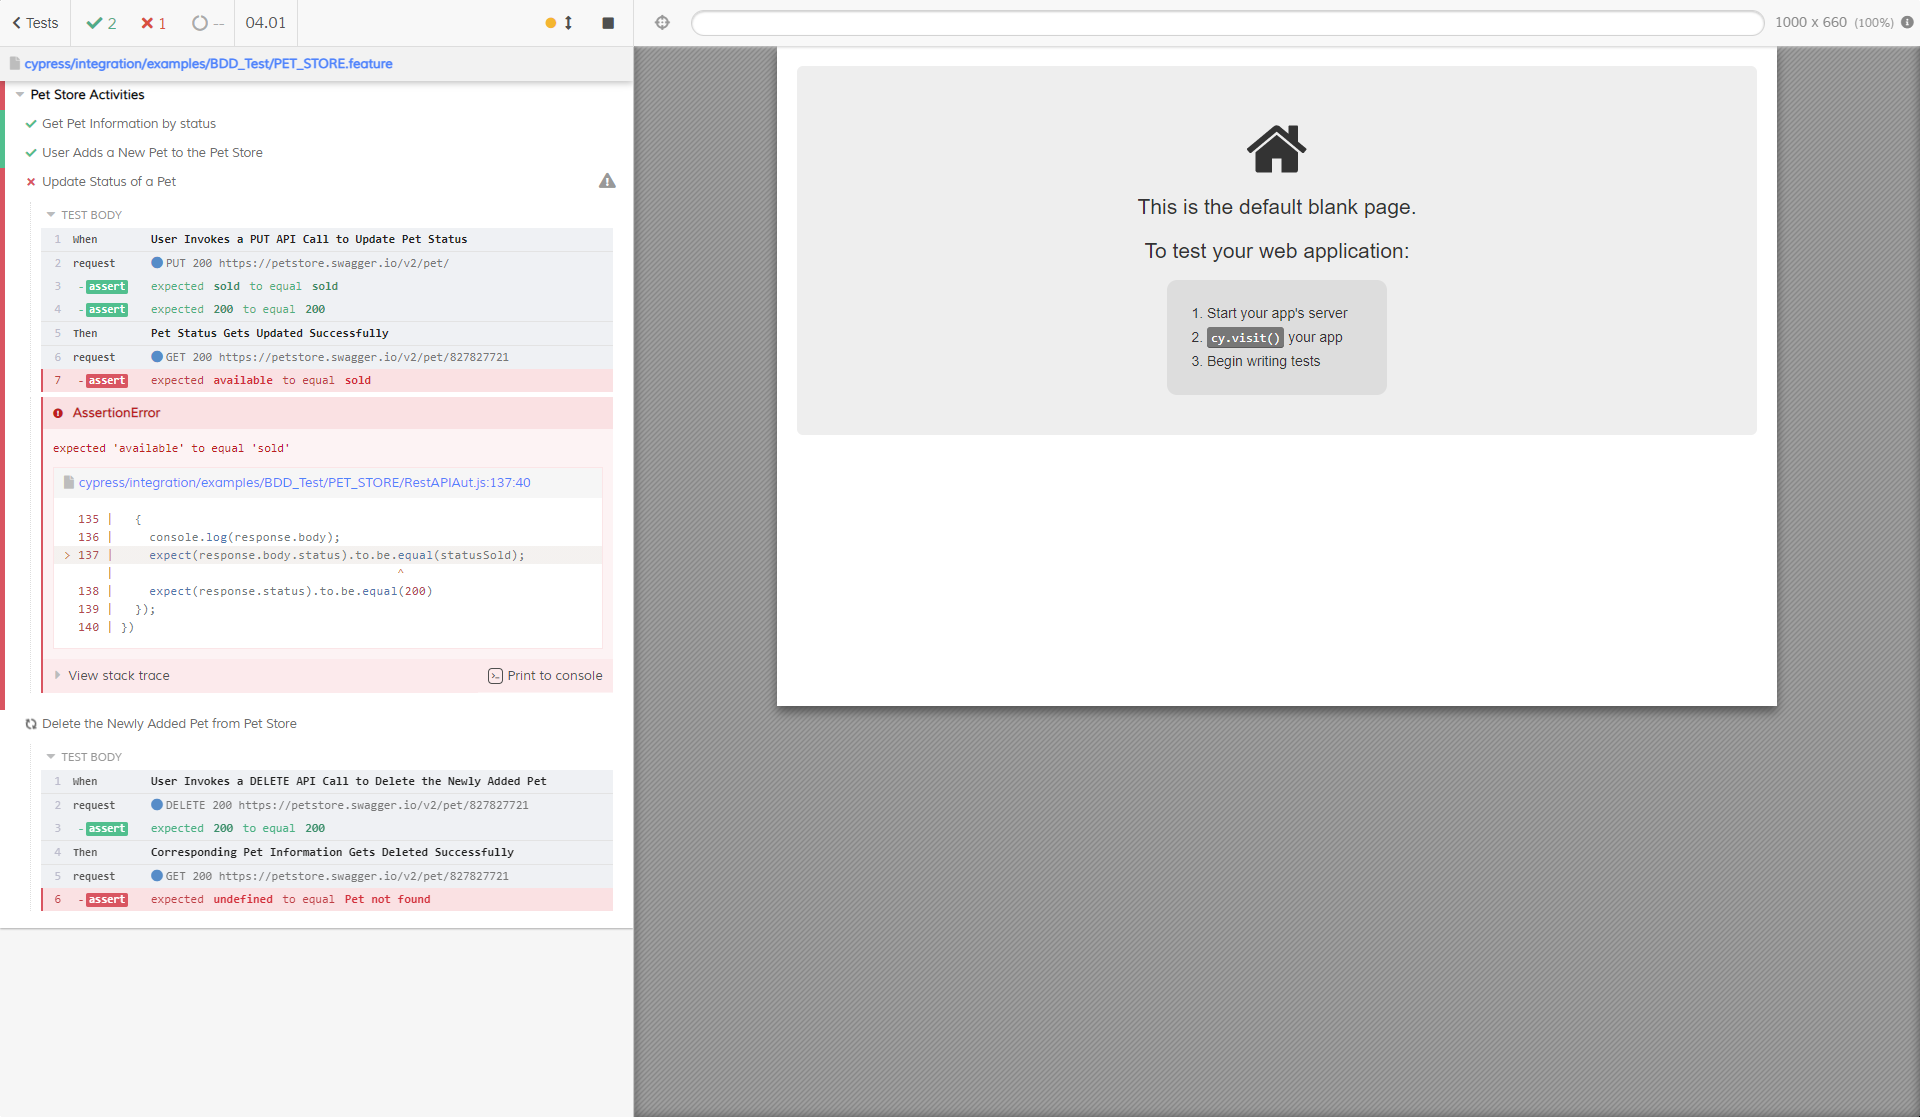 Tests 2 1 -- 04.01
1000 x 660 (100%)
cypress/integration/examples/BDD_Test/PET_STORE.feature
Pet Store Activities
Get Pet Information by status
User Adds a New Pet to the Pet Store
Update Status of a Pet
TEST BODY
1 When User Invokes a PUT API Call to Update Pet Status
2 request PUT 200 https://petstore.swagger.io/v2/pet/
3 -assert expected sold to equal sold
4 -assert expected 200 to equal 200
5 Then Pet Status Gets Updated Successfully
6 request GET 200 https://petstore.swagger.io/v2/pet/827827721
7 -assert expected available to equal sold
AssertionError
expected 'available' to equal 'sold'
cypress/integration/examples/BDD_Test/PET_STORE/RestAPIAut.js:137:40
135 | {
136 | console.log(response.body);
> 137 | expect(response.body.status).to.be.equal(statusSold);
| ^
138 | expect(response.status).to.be.equal(200)
139 | });
140 | })
View stack trace Print to console
Delete the Newly Added Pet from Pet Store
TEST BODY
1 When User Invokes a DELETE API Call to Delete the Newly Added Pet
2 request DELETE 200 https://petstore.swagger.io/v2/pet/827827721
3 -assert expected 200 to equal 200
4 Then Corresponding Pet Information Gets Deleted Successfully
5 request GET 200 https://petstore.swagger.io/v2/pet/827827721
6 -assert expected undefined to equal Pet not found
This is the default blank page.
To test your web application:
1. Start your app's server
2. cy.visit() your app
3. Begin writing tests